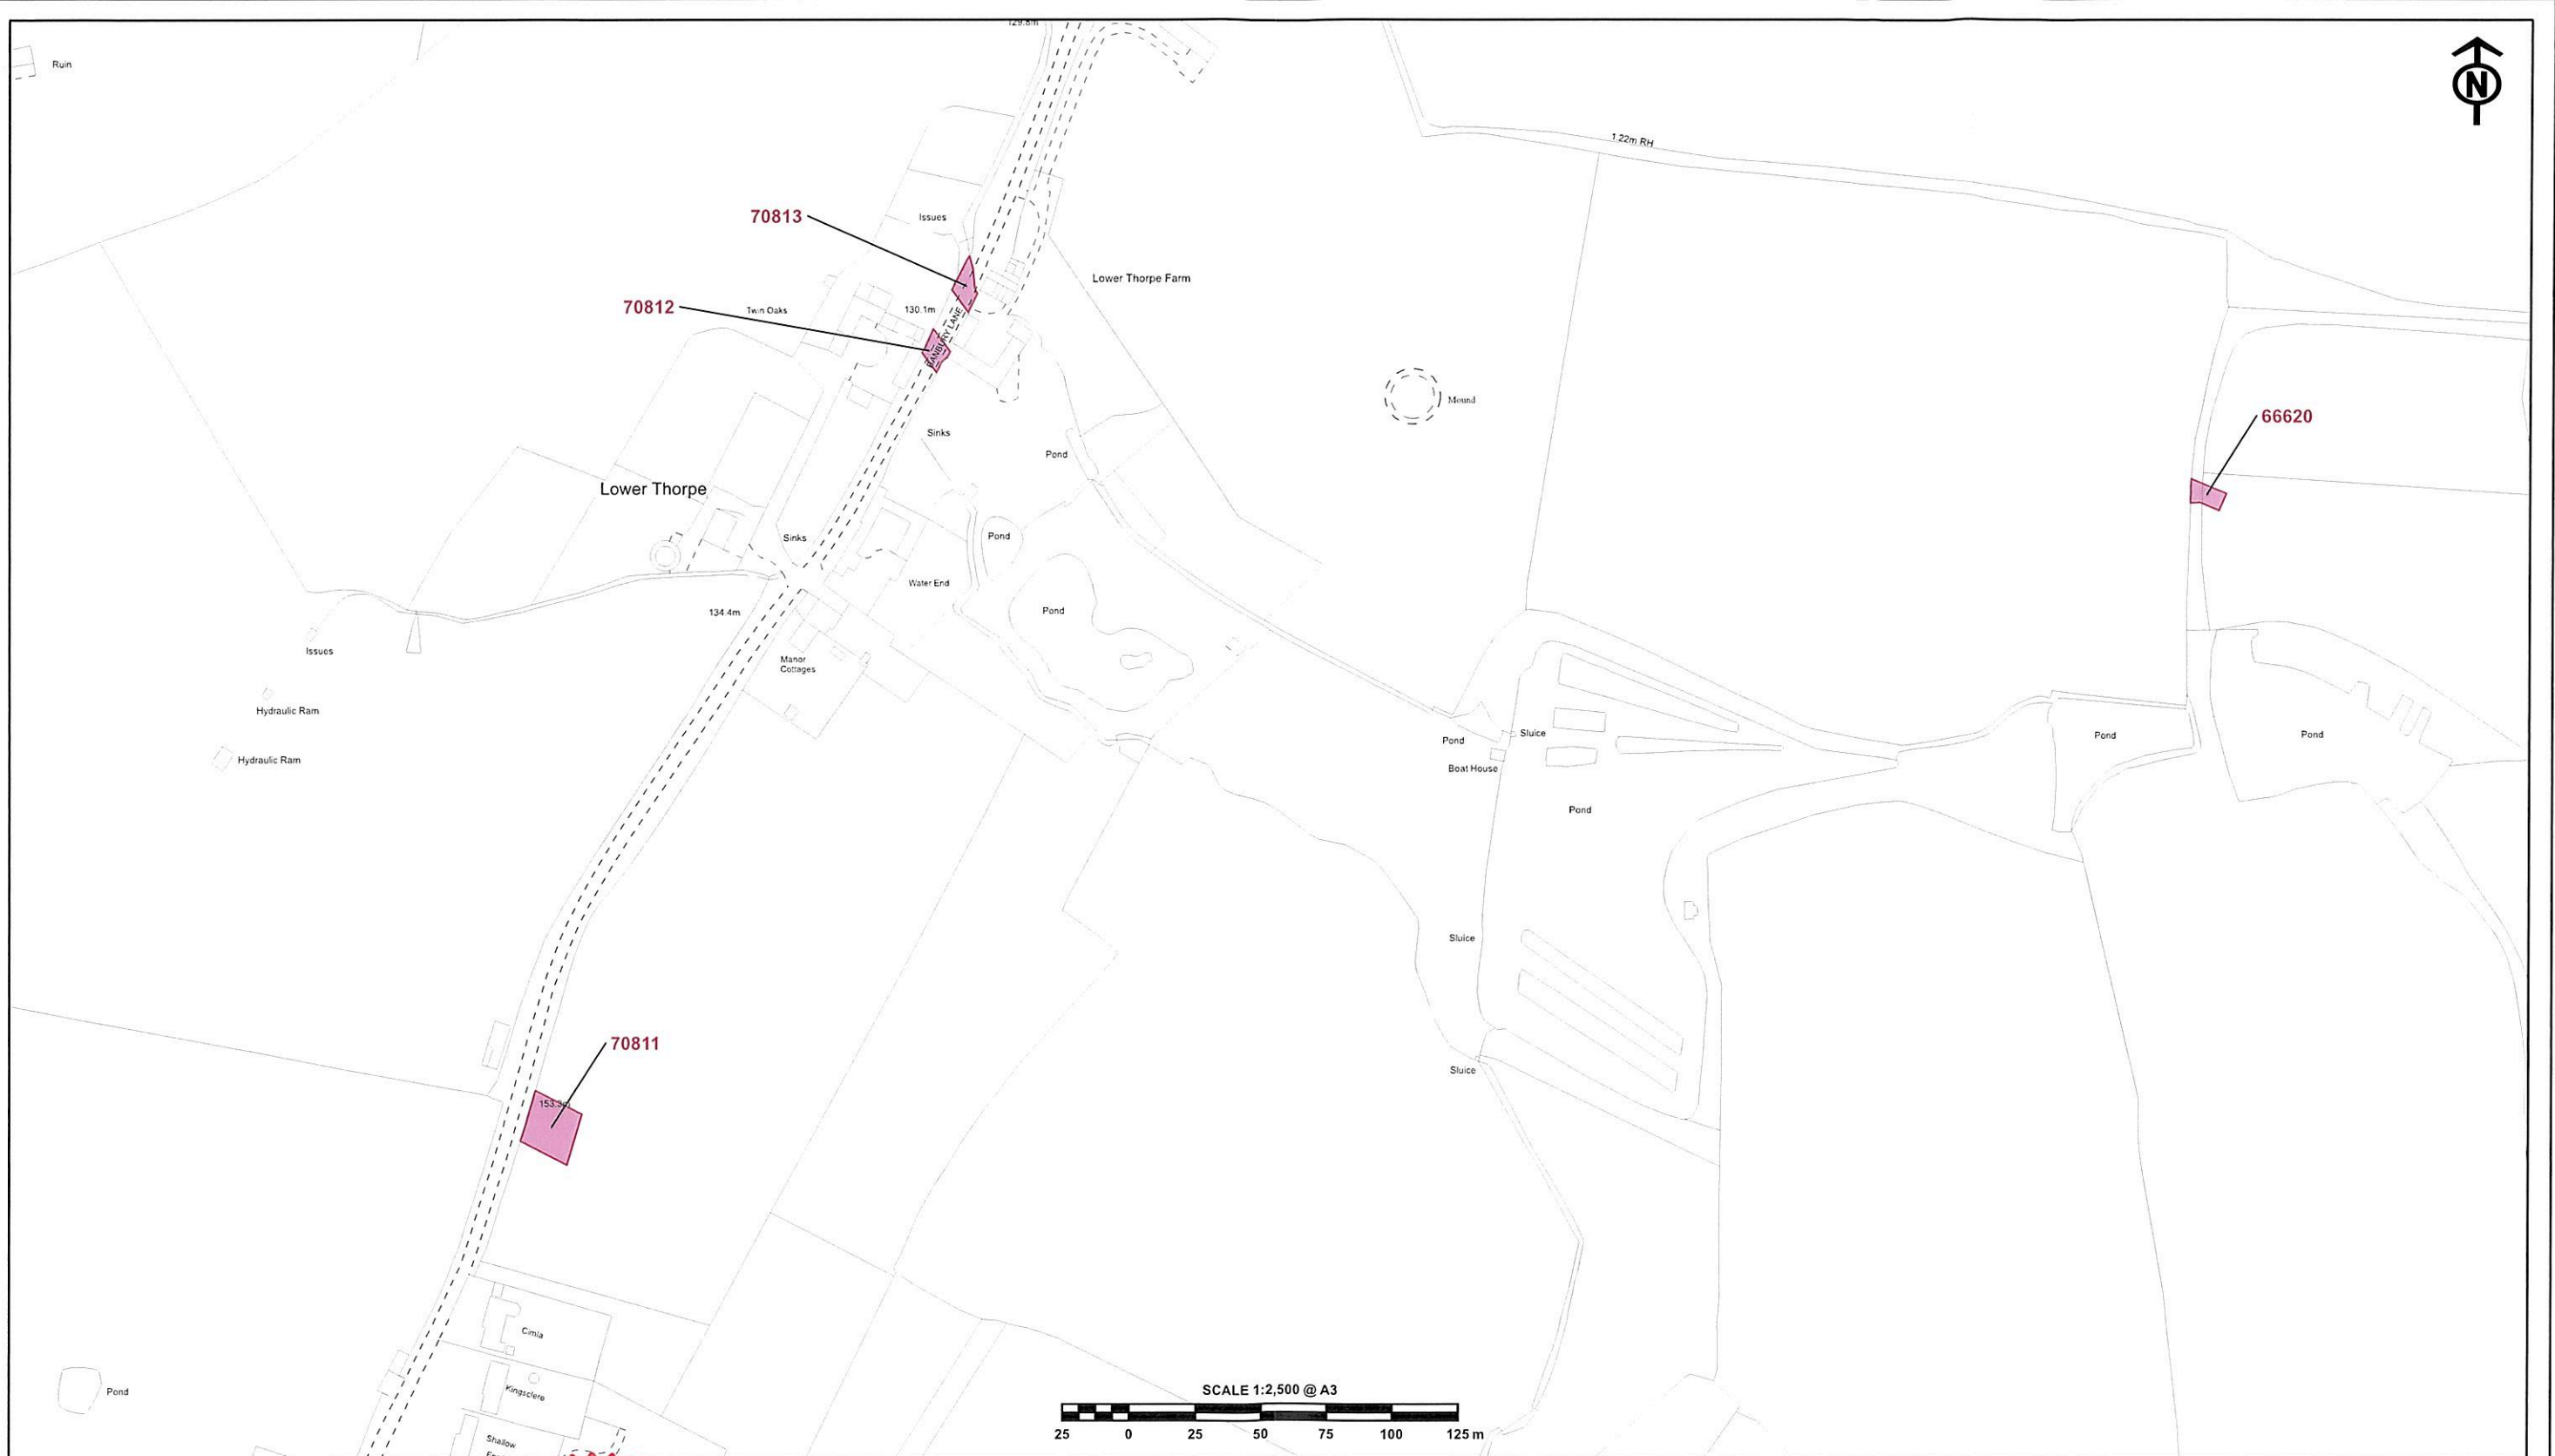 129.8m
Ruin
N
1.22m RH
70813
Issues
Lower Thorpe Farm
70812
Twin Oaks
130.1m
BANBURY LANE
Mound
66620
Sinks
Pond
Lower Thorpe
Sinks
Pond
Water End
134.4m
Pond
Issues
Manor
Cottages
Hydraulic Ram
Sluice
Pond
Pond
Pond
Hydraulic Ram
Boat House
Pond
Sluice
70811
Sluice
Cimla
SCALE 1:2,500 @ A3
Pond
Kingsclere
25 0 25 50 75 100 125 m
Shallow